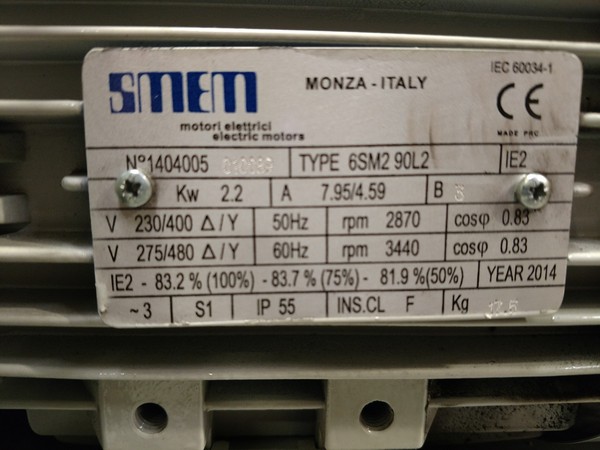 SMEM
MONZA - ITALY
IEC 60034-1
CE
motori elettrici
electric motors
MADE PRC
N°1404005 TYPE 6SM2 90L2 IE2
Kw 2.2 A 7.95/4.59 B
V 230/400 Δ/Y 50Hz rpm 2870 cosφ 0.83
V 275/480 Δ/Y 60Hz rpm 3440 cosφ 0.83
IE2 - 83.2 % (100%) - 83.7 % (75%) - 81.9 %(50%) YEAR 2014
~ 3 S1 IP 55 INS.CL F Kg